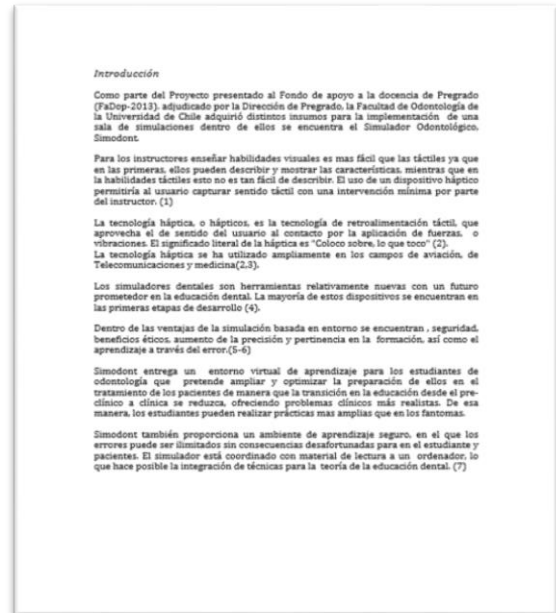 Introducción
Como parte del Proyecto presentado al Fondo de apoyo a la docencia de Pregrado
(FaDop-2013). adjudicado por la Dirección de Pregrado, la Facultad de Odontología de
la Universidad de Chile adquirió distintos insumos para la implementación de una
sala de simulaciones dentro de ellos se encuentra el Simulador Odontológico,
Simodont.
Para los instructores enseñar habilidades visuales es mas fácil que las táctiles ya que
en las primeras, ellos pueden describir y mostrar las características, mientras que en
la habilidades táctiles esto no es tan fácil de describir. El uso de un dispositivo háptico
permitiría al usuario capturar sentido táctil con una intervención mínima por parte
del instructor. (1)
La tecnología háptica, o hápticos, es la tecnología de retroalimentación táctil, que
aprovecha el de sentido del usuario al contacto por la aplicación de fuerzas, o
vibraciones. El significado literal de la háptica es "Coloco sobre, lo que toco" (2).
La tecnología háptica se ha utilizado ampliamente en los campos de aviación, de
Telecomunicaciones y medicina(2,3).
Los simuladores dentales son herramientas relativamente nuevas con un futuro
prometedor en la educación dental. La mayoría de estos dispositivos se encuentran en
las primeras etapas de desarrollo (4).
Dentro de las ventajas de la simulación basada en entorno se encuentran , seguridad,
beneficios éticos, aumento de la precisión y pertinencia en la formación, así como el
aprendizaje a través del error.(5-6)
Simodont entrega un entorno virtual de aprendizaje para los estudiantes de
odontología que pretende ampliar y optimizar la preparación de ellos en el
tratamiento de los pacientes de manera que la transición en la educación desde el pre-
clínico a clínica se reduzca, ofreciendo problemas clínicos más realistas. De esa
manera, los estudiantes pueden realizar prácticas mas amplias que en los fantomas.
Simodont también proporciona un ambiente de aprendizaje seguro, en el que los
errores pueden ser ilimitados sin consecuencias desafortunadas para en el estudiante y
pacientes. El simulador está coordinado con material de lectura a un ordenador, lo
que hace posible la integración de técnicas para la teoría de la educación dental. (7)